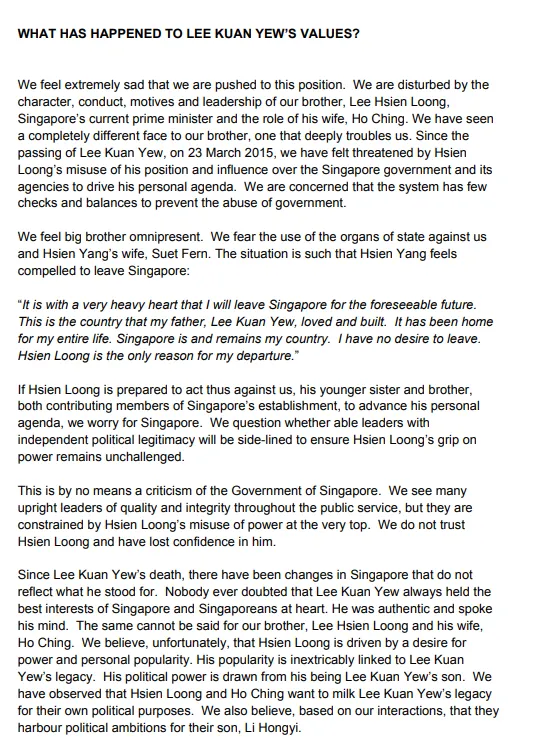 WHAT HAS HAPPENED TO LEE KUAN YEW'S VALUES?
We feel extremely sad that we are pushed to this position. We are disturbed by the
character, conduct, motives and leadership of our brother, Lee Hsien Loong,
Singapore's current prime minister and the role of his wife, Ho Ching. We have seen
a completely different face to our brother, one that deeply troubles us. Since the
passing of Lee Kuan Yew, on 23 March 2015, we have felt threatened by Hsien
Loong's misuse of his position and influence over the Singapore government and its
agencies to drive his personal agenda. We are concerned that the system has few
checks and balances to prevent the abuse of government.
We feel big brother omnipresent. We fear the use of the organs of state against us
and Hsien Yang's wife, Suet Fern. The situation is such that Hsien Yang feels
compelled to leave Singapore:
"It is with a very heavy heart that I will leave Singapore for the foreseeable future.
This is the country that my father, Lee Kuan Yew, loved and built. It has been home
for my entire life. Singapore is and remains my country. I have no desire to leave.
Hsien Loong is the only reason for my departure."
If Hsien Loong is prepared to act thus against us, his younger sister and brother,
both contributing members of Singapore's establishment, to advance his personal
agenda, we worry for Singapore. We question whether able leaders with
independent political legitimacy will be side-lined to ensure Hsien Loong's grip on
power remains unchallenged.
This is by no means a criticism of the Government of Singapore. We see many
upright leaders of quality and integrity throughout the public service, but they are
constrained by Hsien Loong's misuse of power at the very top. We do not trust
Hsien Loong and have lost confidence in him.
Since Lee Kuan Yew's death, there have been changes in Singapore that do not
reflect what he stood for. Nobody ever doubted that Lee Kuan Yew always held the
best interests of Singapore and Singaporeans at heart. He was authentic and spoke
his mind. The same cannot be said for our brother, Lee Hsien Loong and his wife,
Ho Ching. We believe, unfortunately, that Hsien Loong is driven by a desire for
power and personal popularity. His popularity is inextricably linked to Lee Kuan
Yew's legacy. His political power is drawn from his being Lee Kuan Yew's son. We
have observed that Hsien Loong and Ho Ching want to milk Lee Kuan Yew's legacy
for their own political purposes. We also believe, based on our interactions, that they
harbour political ambitions for their son, Li Hongyi.